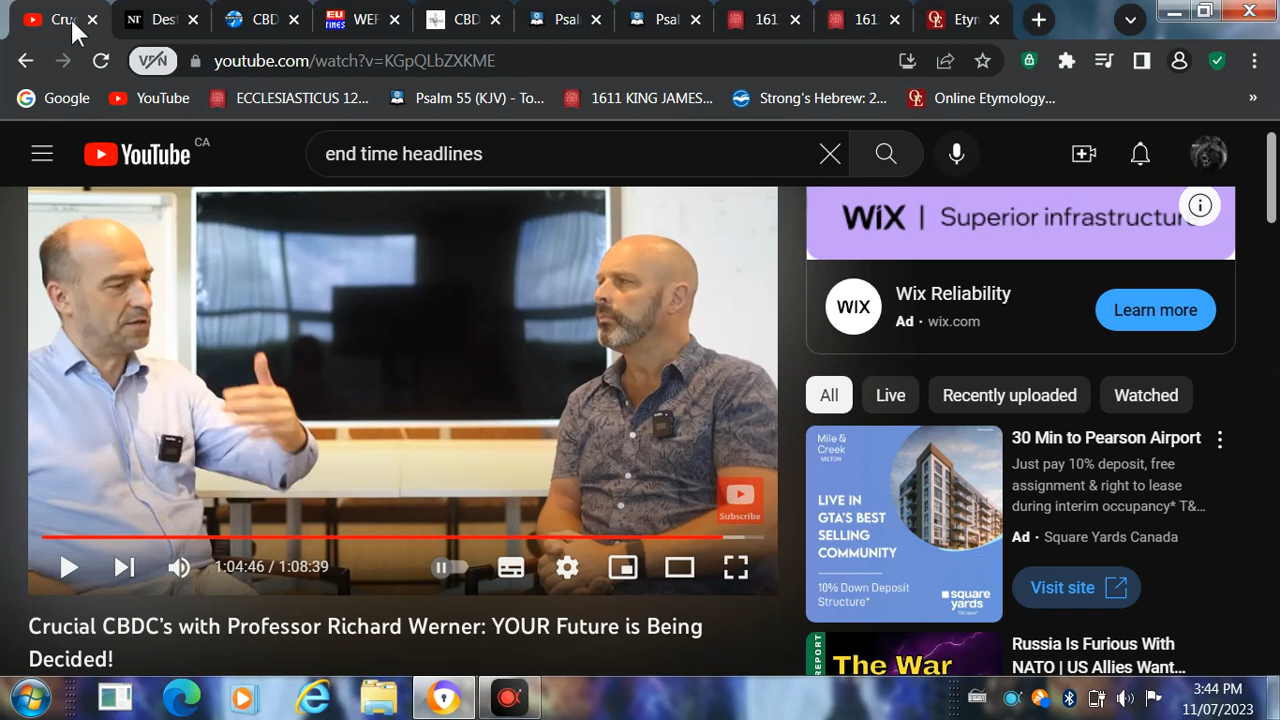 Cru
Des
CBD
EU TIMES
WEF
CBD
Psal
Psal
161
161
Etyn
VPN
youtube.com/watch?v=KGpQLbZXKME
Google
YouTube
ECCLESIASTICUS 12...
Psalm 55 (KJV) - To...
1611 KING JAMES...
Strong's Hebrew: 2...
Online Etymology...
»
YouTube CA
end time headlines
WiX | Superior infrastructure
WIX
Wix Reliability
Ad · wix.com
Learn more
All
Live
Recently uploaded
Watched
Subscribe
1:04:46 / 1:08:39
Crucial CBDC's with Professor Richard Werner: YOUR Future is Being
Decided!
Mile &
Creek
MILTON
LIVE IN
GTA'S BEST
SELLING
COMMUNITY
10% Down Deposit
Structure*
square
yards
30 Min to Pearson Airport
Just pay 10% deposit, free
assignment & right to lease
during interim occupancy* T&...
Ad · Square Yards Canada
Visit site
REPORT
The War
Russia Is Furious With
NATO | US Allies Want...
3:44 PM
11/07/2023